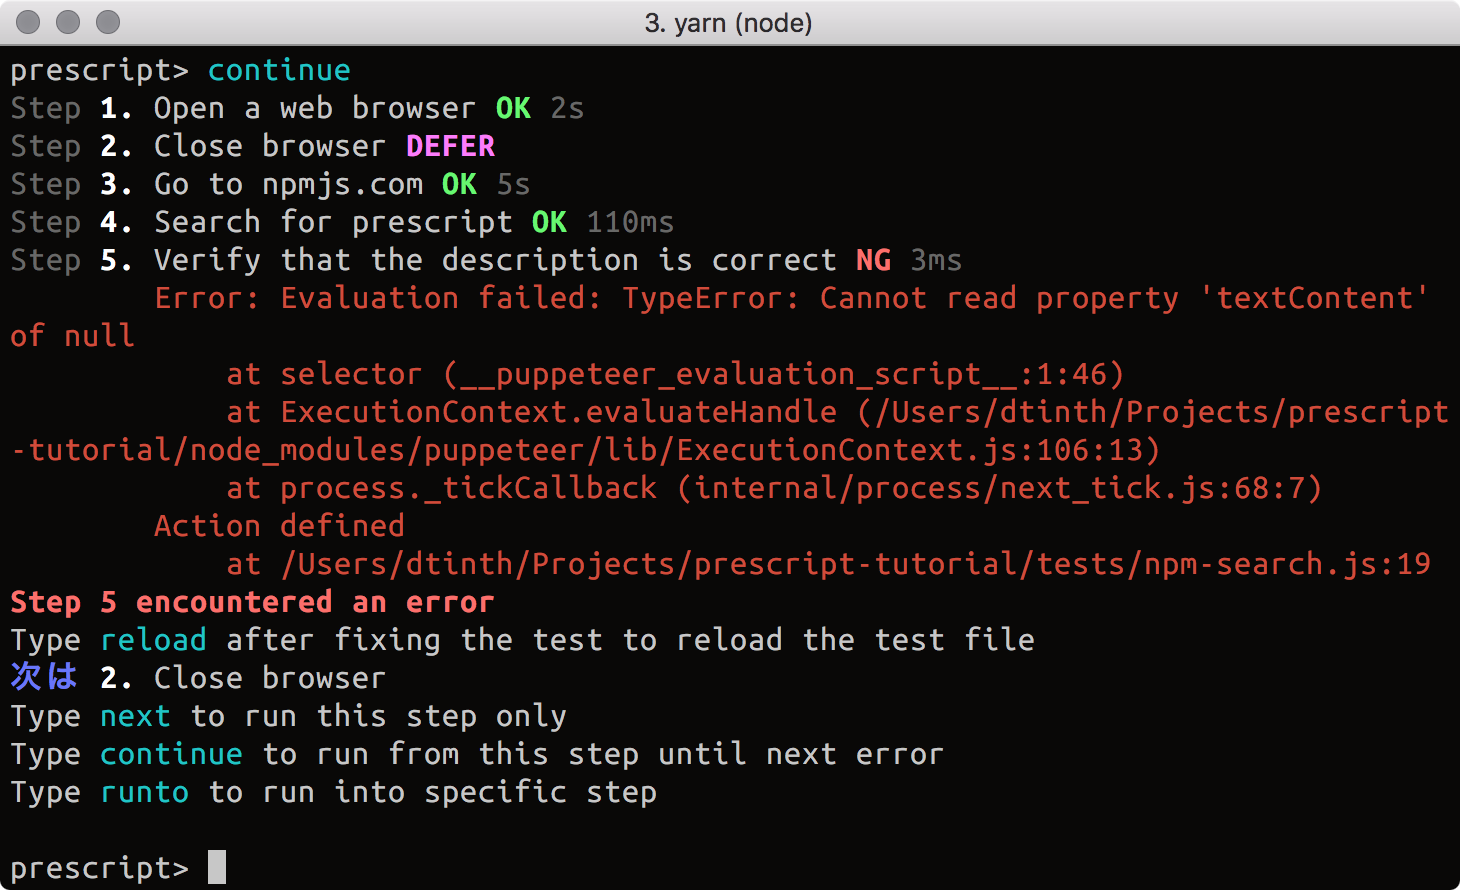 3. yarn (node)
prescript> continue
Step 1. Open a web browser OK 2s
Step 2. Close browser DEFER
Step 3. Go to npmjs.com OK 5s
Step 4. Search for prescript OK 110ms
Step 5. Verify that the description is correct NG 3ms
Error: Evaluation failed: TypeError: Cannot read property 'textContent'
of null
at selector (__puppeteer_evaluation_script__:1:46)
at ExecutionContext.evaluateHandle (/Users/dtinth/Projects/prescript
-tutorial/node_modules/puppeteer/lib/ExecutionContext.js:106:13)
at process._tickCallback (internal/process/next_tick.js:68:7)
Action defined
at /Users/dtinth/Projects/prescript-tutorial/tests/npm-search.js:19
Step 5 encountered an error
Type reload after fixing the test to reload the test file
次は 2. Close browser
Type next to run this step only
Type continue to run from this step until next error
Type runto to run into specific step
prescript>